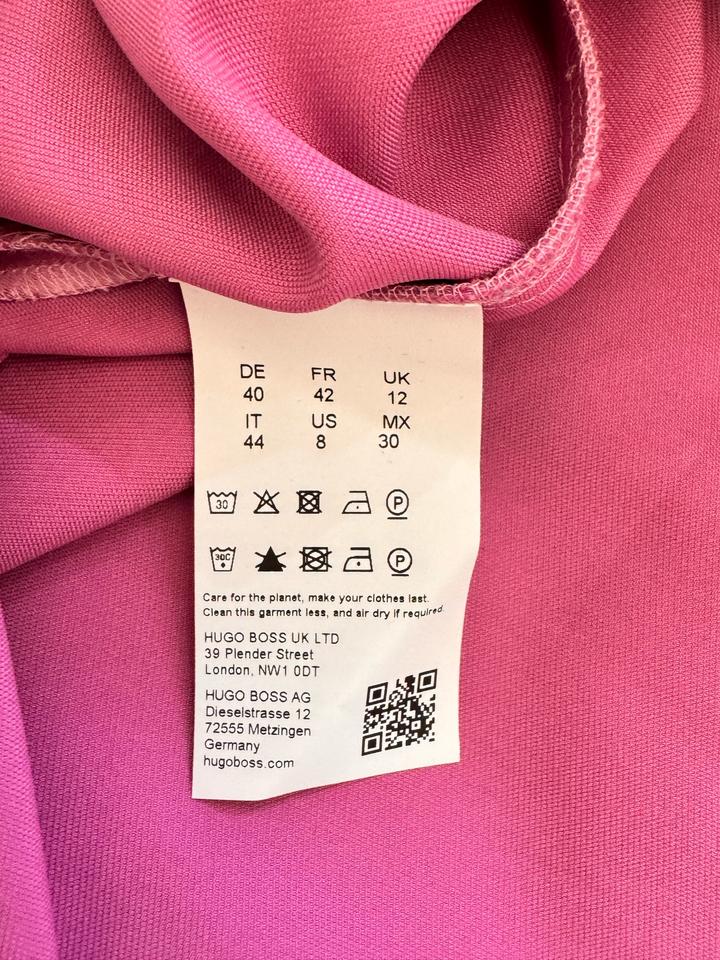 DE FR UK
40 42 12
IT US MX
44 8 30
30 P
30C P
Care for the planet, make your clothes last.
Clean this garment less, and air dry if required.
HUGO BOSS UK LTD
39 Plender Street
London, NW1 0DT
HUGO BOSS AG
Dieselstrasse 12
72555 Metzingen
Germany
hugoboss.com